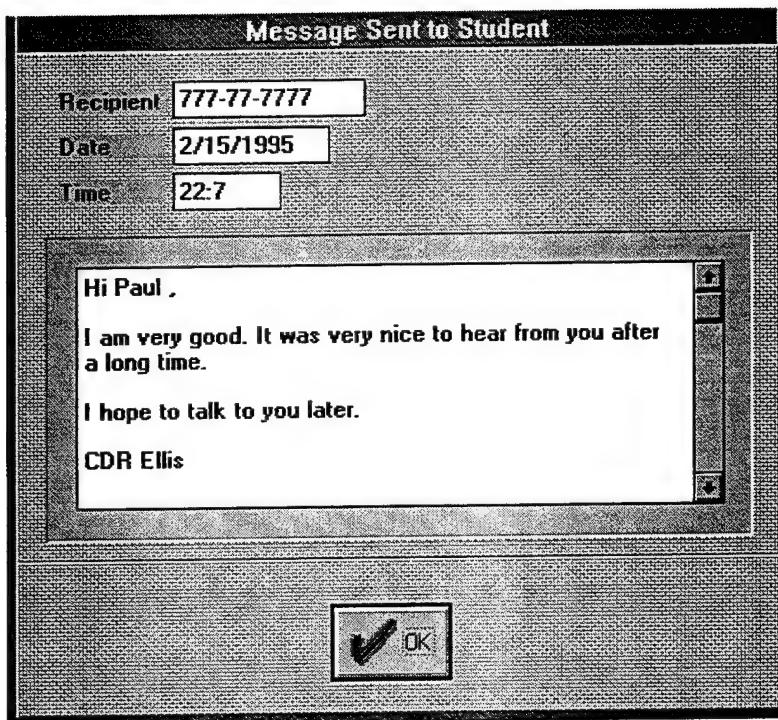 Message Sent to Student
Recipient 777-77-7777
Date 2/15/1995
Time 22:7
Hi Paul ,
I am very good. It was very nice to hear from you after
a long time.
I hope to talk to you later.
CDR Ellis
OK